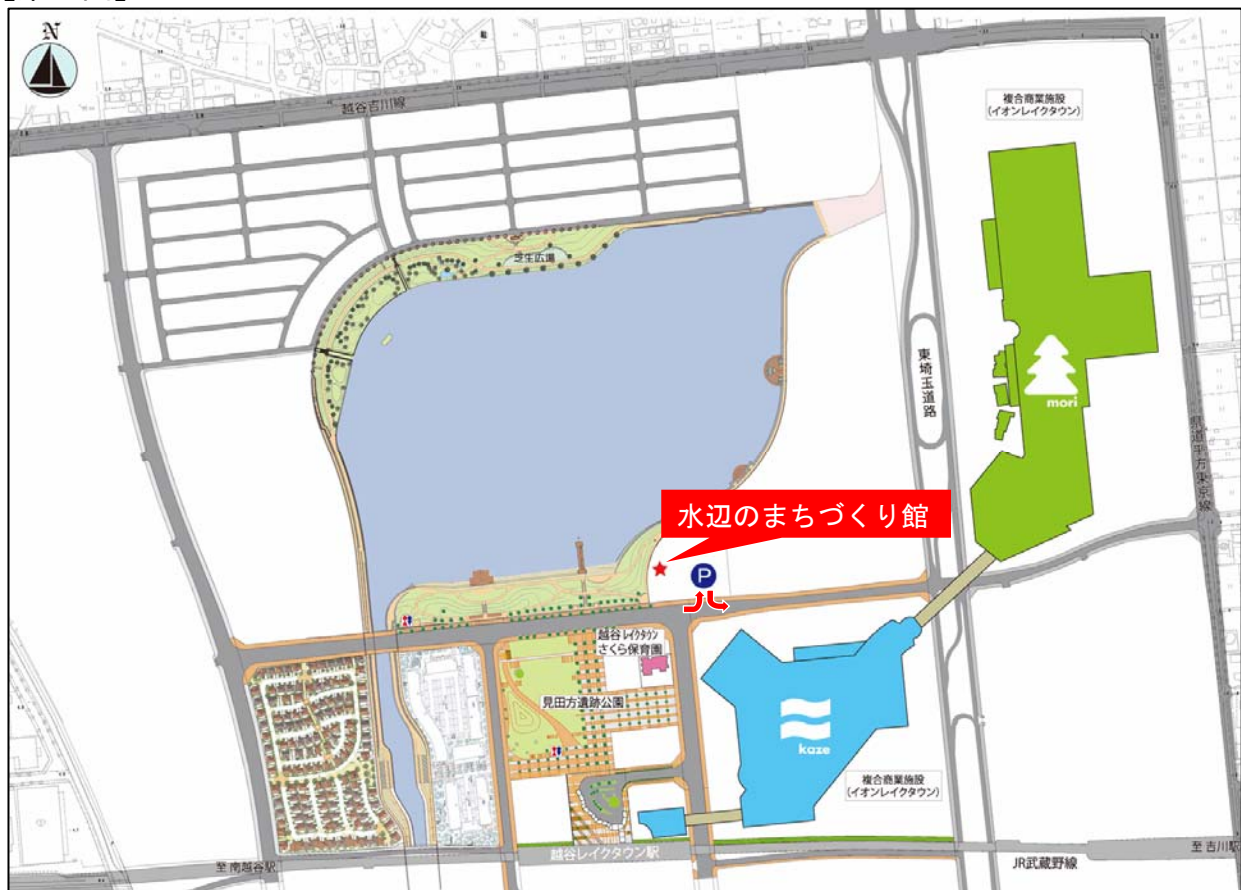 N
越谷吉川線
複合商業施設
(イオンレイクタウン)
芝生広場
東埼玉道路
mori
県道平方東京線
水辺のまちづくり館
P
越谷レイクタウン
さくら保育園
見田方遺跡公園
kaze
複合商業施設
(イオンレイクタウン)
越谷レイクタウン駅
至 南越谷駅
JR武蔵野線
至 吉川駅